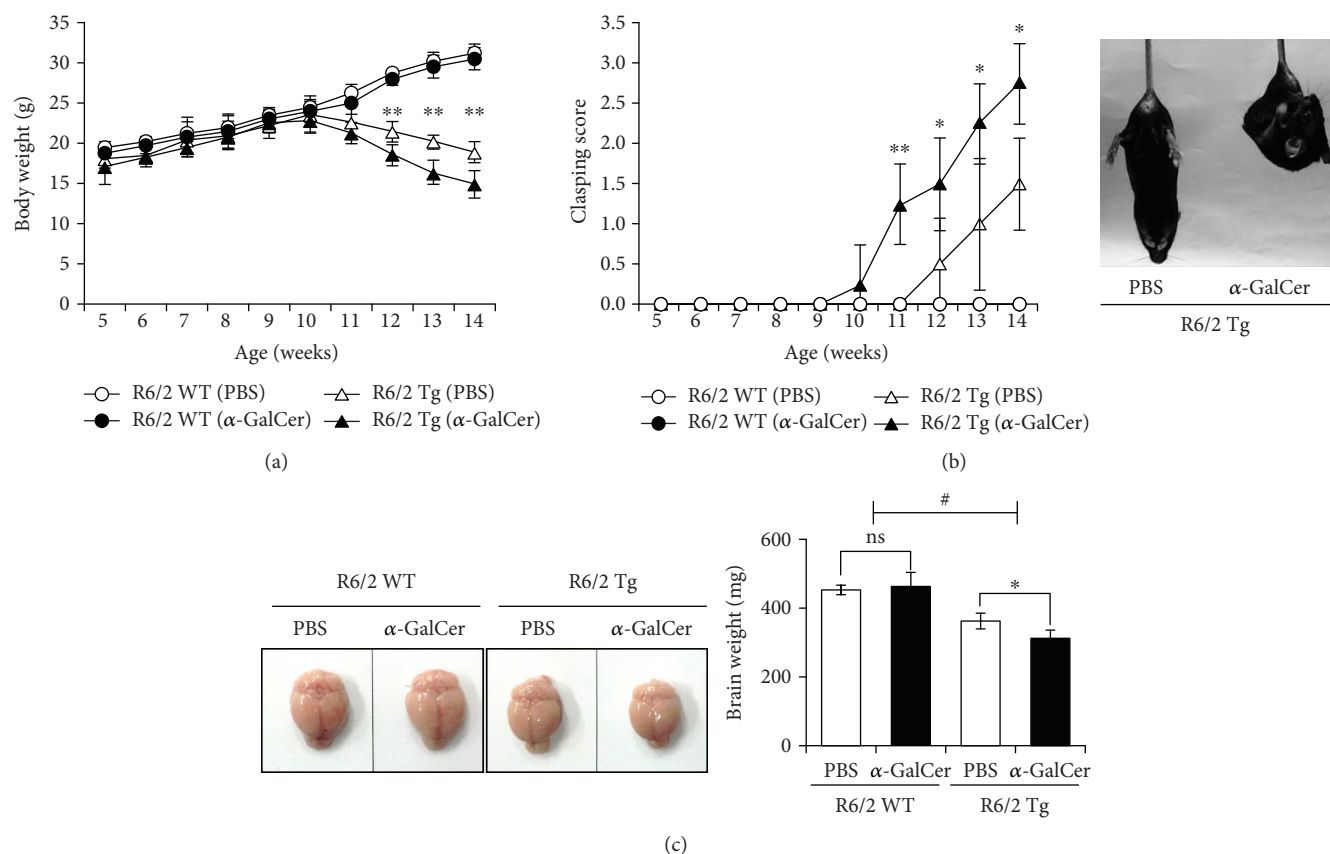 35
30
25
20
15
10
5
0
Body weight (g)
** ** **
5 6 7 8 9 10 11 12 13 14
Age (weeks)
R6/2 WT (PBS)
R6/2 WT (α-GalCer)
R6/2 Tg (PBS)
R6/2 Tg (α-GalCer)
(a)
3.5
3.0
2.5
2.0
1.5
1.0
0.5
0.0
Clasping score
** * * *
5 6 7 8 9 10 11 12 13 14
Age (weeks)
R6/2 WT (PBS)
R6/2 WT (α-GalCer)
R6/2 Tg (PBS)
R6/2 Tg (α-GalCer)
PBS α-GalCer
R6/2 Tg
(b)
R6/2 WT R6/2 Tg
PBS α-GalCer PBS α-GalCer
#
ns
*
600
400
200
0
Brain weight (mg)
PBS α-GalCer PBS α-GalCer
R6/2 WT R6/2 Tg
(c)